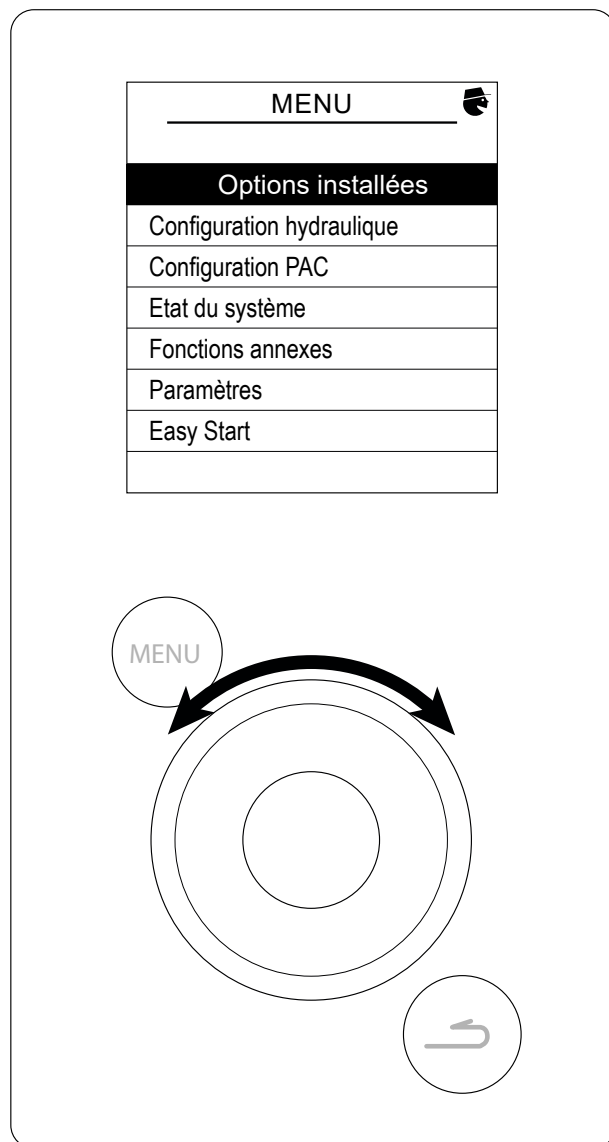 MENU
Options installées
Configuration hydraulique
Configuration PAC
Etat du système
Fonctions annexes
Paramètres
Easy Start
MENU